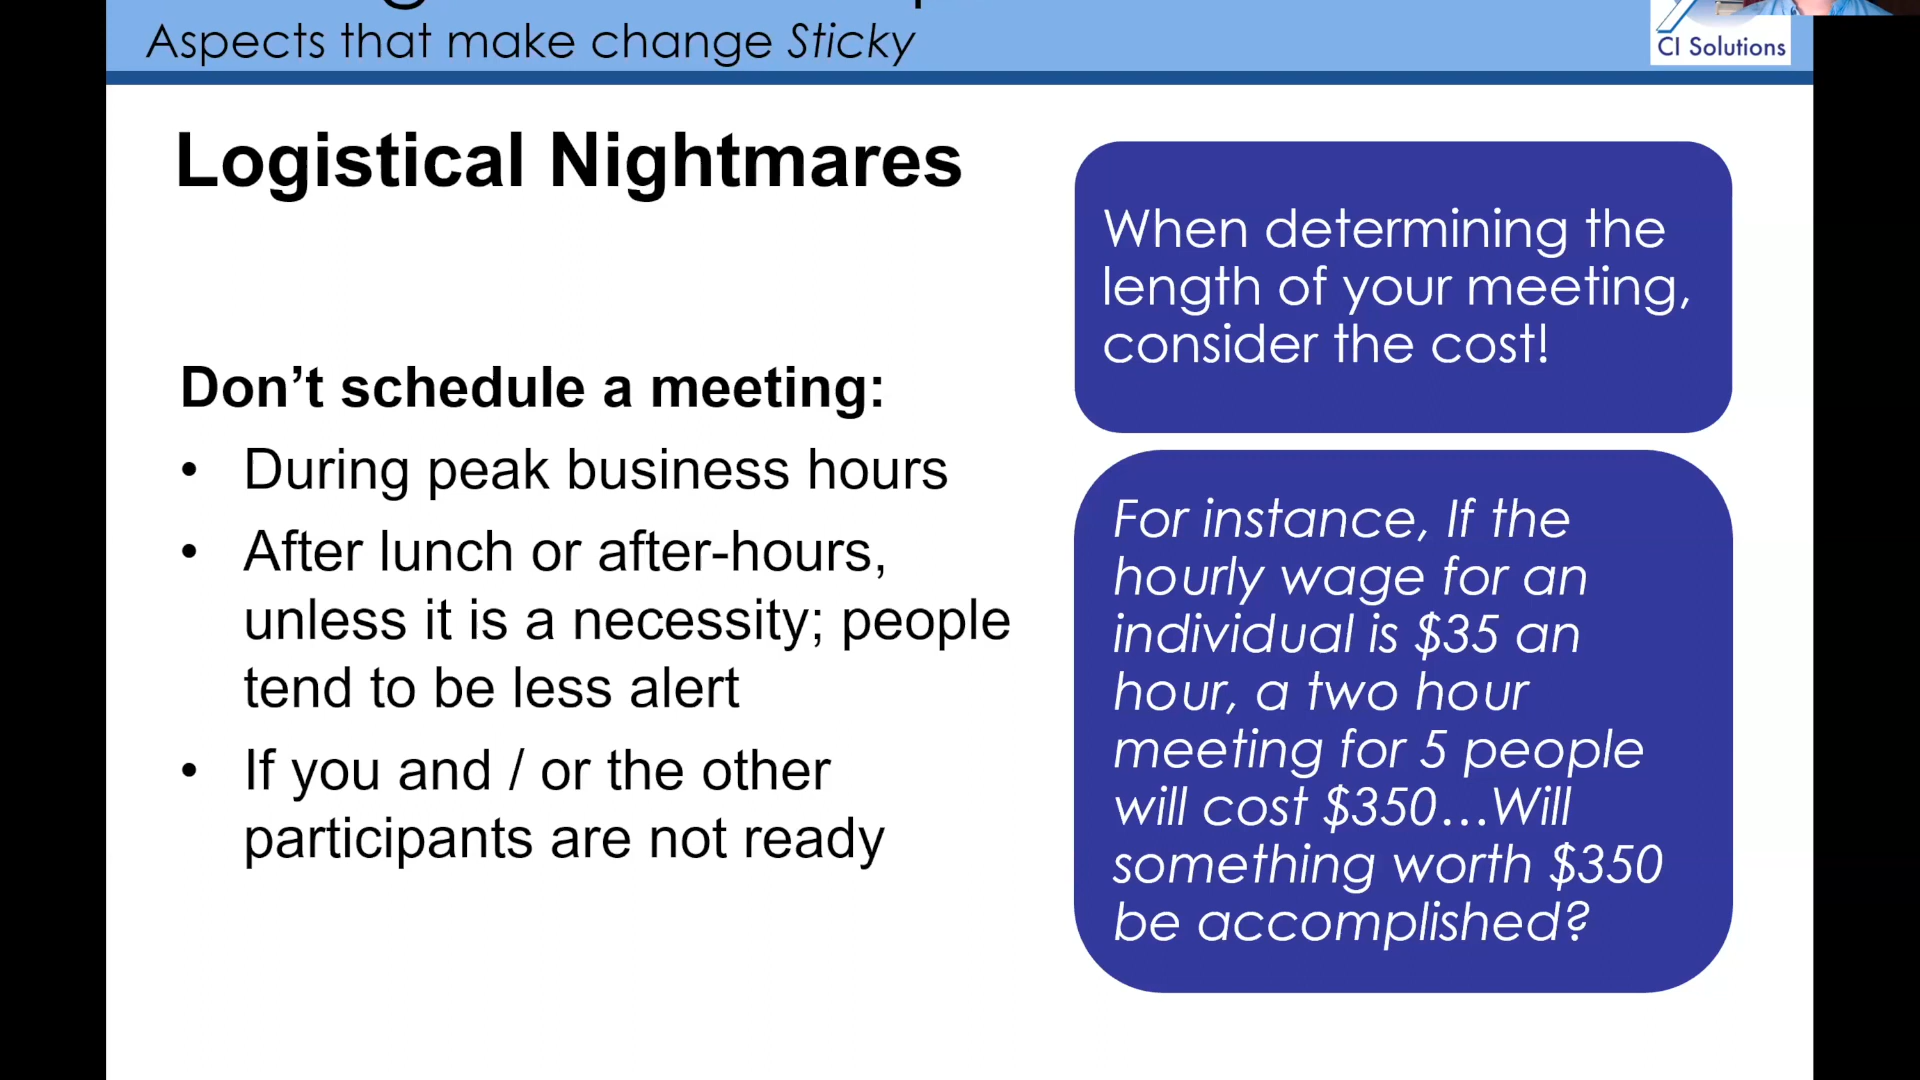 Aspects that make change Sticky
CI Solutions
Logistical Nightmares
Don’t schedule a meeting:
• During peak business hours
• After lunch or after-hours,
unless it is a necessity; people
tend to be less alert
• If you and / or the other
participants are not ready
When determining the
length of your meeting,
consider the cost!
For instance, If the
hourly wage for an
individual is $35 an
hour, a two hour
meeting for 5 people
will cost $350...Will
something worth $350
be accomplished?